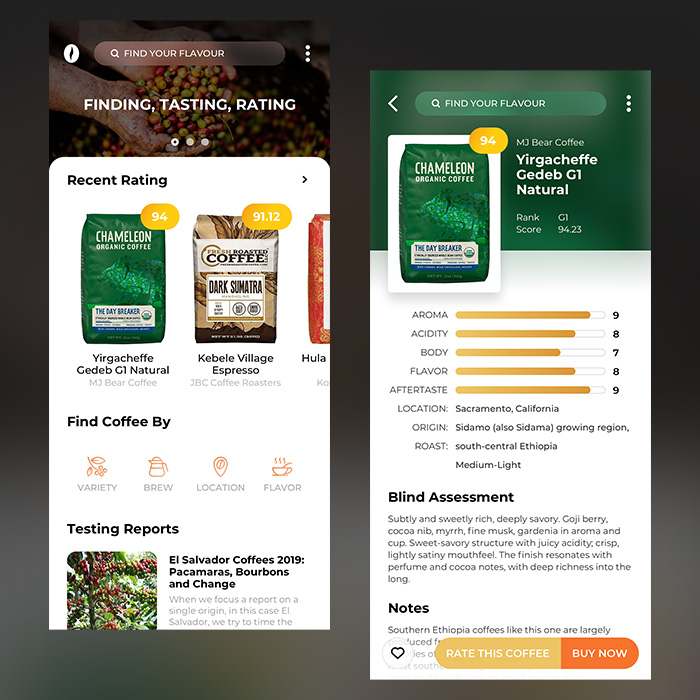 FIND YOUR FLAVOUR
FINDING, TASTING, RATING
Recent Rating
94
91.12
CHAMELEON
ORGANIC COFFEE
THE DAY BREAKER
FRESH ROASTED
COFFEE
DARK SUMATRA
MANDHELING
Yirgacheffe
Gedeb G1 Natural
MJ Bear Coffee
Kebele Village
Espresso
JBC Coffee Roasters
Hula
Ko
Find Coffee By
VARIETY
BREW
LOCATION
FLAVOR
Testing Reports
El Salvador Coffees 2019:
Pacamaras, Bourbons
and Change
When we focus a report on a
single origin, in this case El
Salvador, we try to time the
FIND YOUR FLAVOUR
94
CHAMELEON
ORGANIC COFFEE
THE DAY BREAKER
MJ Bear Coffee
Yirgacheffe
Gedeb G1
Natural
Rank G1
Score 94.23
AROMA 9
ACIDITY 8
BODY 7
FLAVOR 8
AFTERTASTE 9
LOCATION: Sacramento, California
ORIGIN: Sidamo (also Sidama) growing region,
ROAST: south-central Ethiopia
Medium-Light
Blind Assessment
Subtly and sweetly rich, deeply savory. Goji berry,
cocoa nib, myrrh, fine musk, gardenia in aroma and
cup. Sweet-savory structure with juicy acidity; crisp,
lightly satiny mouthfeel. The finish resonates with
perfume and cocoa notes, with deep richness into the
long.
Notes
Southern Ethiopia coffees like this one are largely
RATE THIS COFFEE
BUY NOW